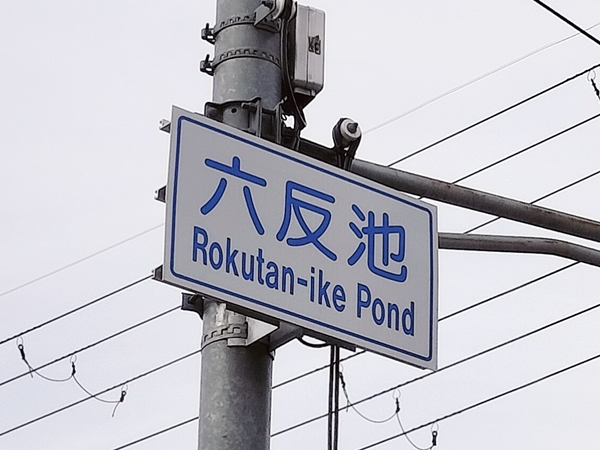 六反池
Rokutan-ike Pond